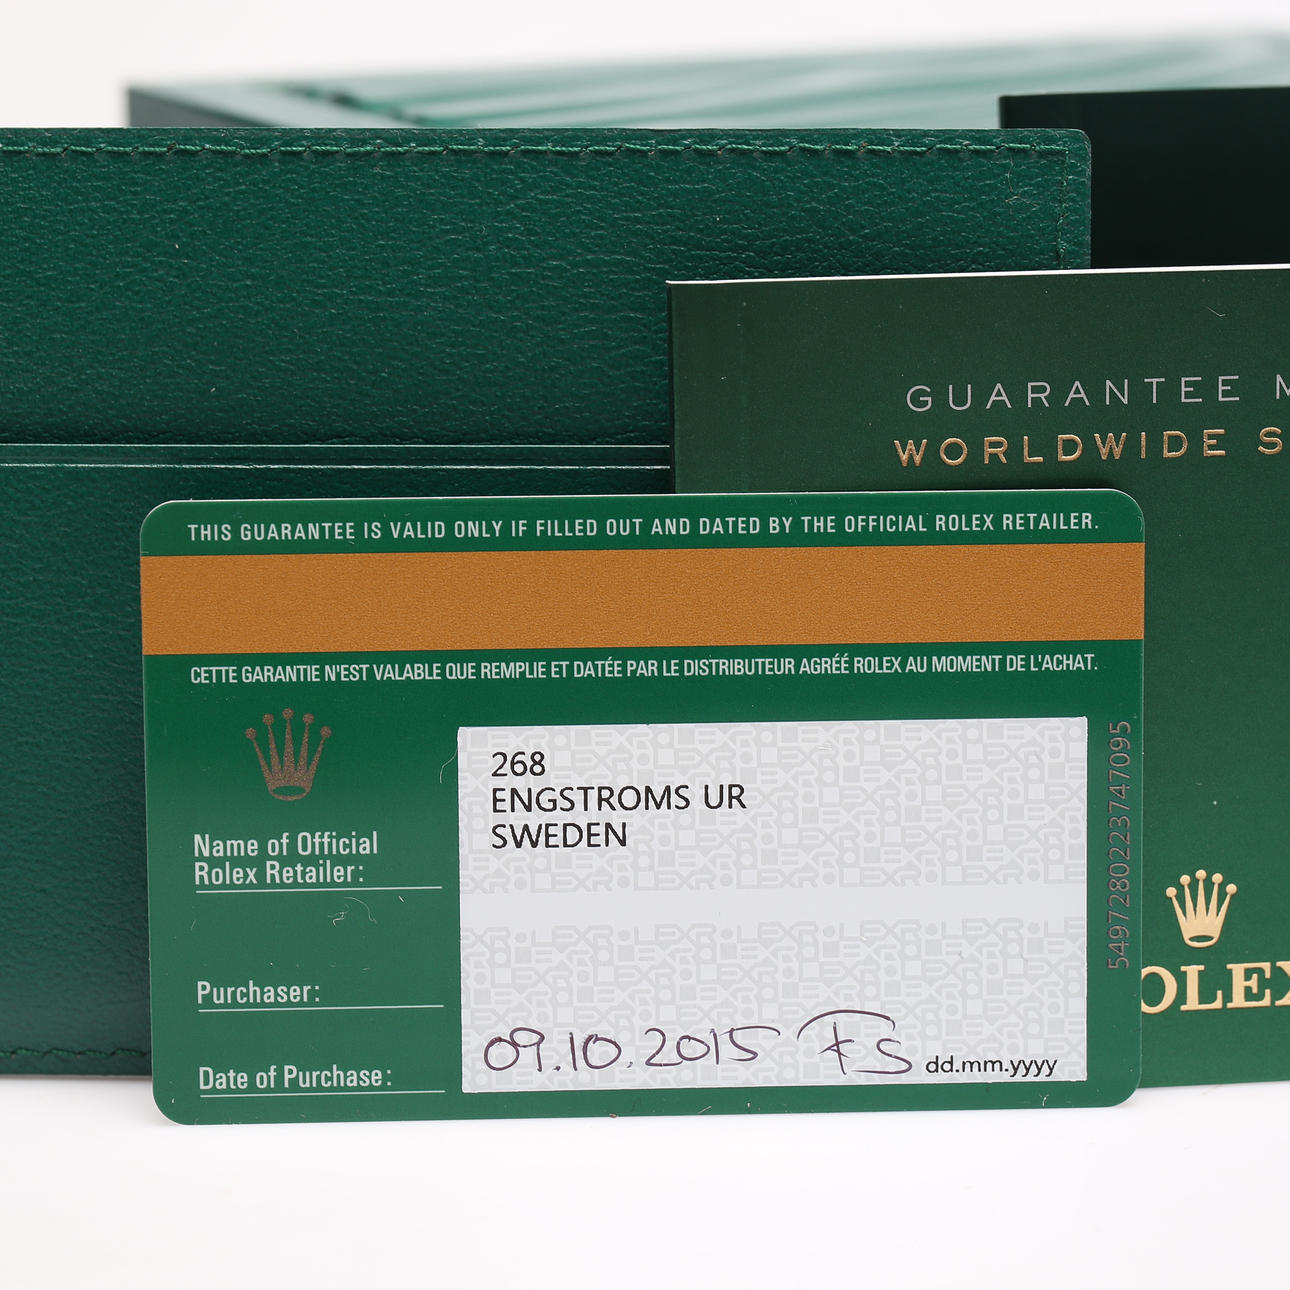 GUARANTEE M
WORLDWIDE S
THIS GUARANTEE IS VALID ONLY IF FILLED OUT AND DATED BY THE OFFICIAL ROLEX RETAILER.
CETTE GARANTIE N'EST VALABLE QUE REMPLIE ET DATÉE PAR LE DISTRIBUTEUR AGRÉÉ ROLEX AU MOMENT DE L'ACHAT.
268
ENGSTROMS UR
SWEDEN
Name of Official
Rolex Retailer:
Purchaser:
Date of Purchase:
09.10.2015 FS dd.mm.yyyy
5497280223747095
OLEX